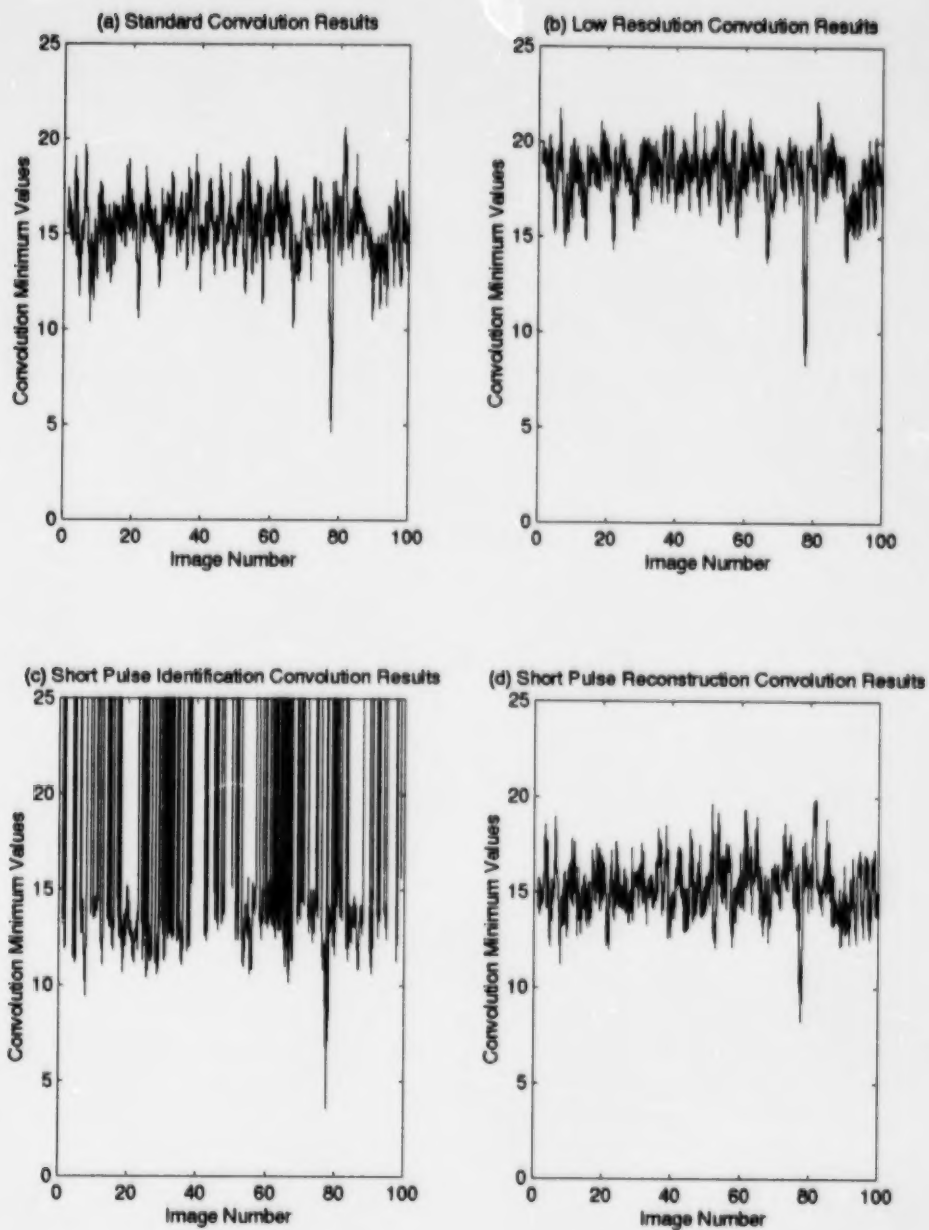 (a) Standard Convolution Results
25
20
15
10
5
0
0 20 40 60 80 100
Convolution Minimum Values
Image Number
(b) Low Resolution Convolution Results
25
20
15
10
5
0
0 20 40 60 80 100
Convolution Minimum Values
Image Number
(c) Short Pulse Identification Convolution Results
25
20
15
10
5
0
0 20 40 60 80 100
Convolution Minimum Values
Image Number
(d) Short Pulse Reconstruction Convolution Results
25
20
15
10
5
0
0 20 40 60 80 100
Convolution Minimum Values
Image Number